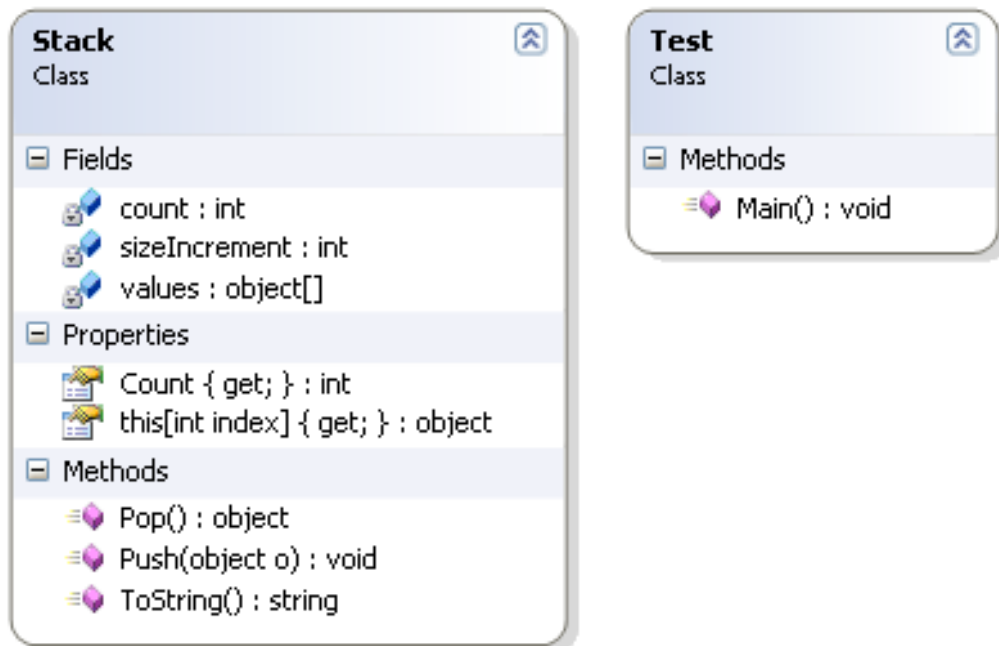 Stack
Class
Fields
count : int
sizeIncrement : int
values : object[]
Properties
Count { get; } : int
this[int index] { get; } : object
Methods
Pop() : object
Push(object o) : void
ToString() : string
Test
Class
Methods
Main() : void